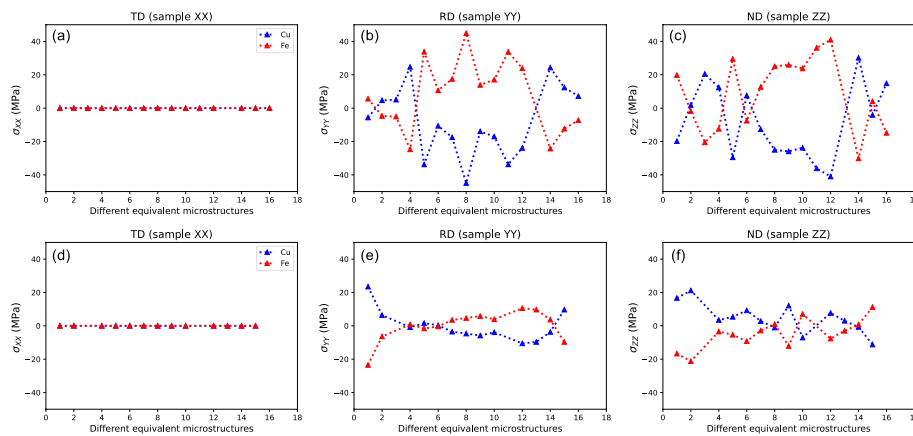 TD (sample XX)
(a)
Cu
Fe
40
20
0
−20
−40
σXX (MPa)
0 2 4 6 8 10 12 14 16 18
Different equivalent microstructures
RD (sample YY)
(b)
40
20
0
−20
−40
σYY (MPa)
0 2 4 6 8 10 12 14 16 18
Different equivalent microstructures
ND (sample ZZ)
(c)
40
20
0
−20
−40
σZZ (MPa)
0 2 4 6 8 10 12 14 16 18
Different equivalent microstructures
TD (sample XX)
(d)
Cu
Fe
40
20
0
−20
−40
σXX (MPa)
0 2 4 6 8 10 12 14 16 18
Different equivalent microstructures
RD (sample YY)
(e)
40
20
0
−20
−40
σYY (MPa)
0 2 4 6 8 10 12 14 16 18
Different equivalent microstructures
ND (sample ZZ)
(f)
40
20
0
−20
−40
σZZ (MPa)
0 2 4 6 8 10 12 14 16 18
Different equivalent microstructures